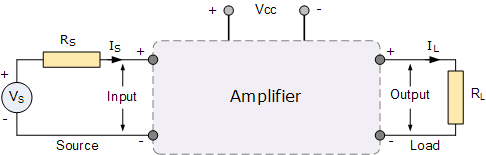 + Vcc -
RS IS + + IL
+
VS Input Amplifier Output RL
-
Source - - Load